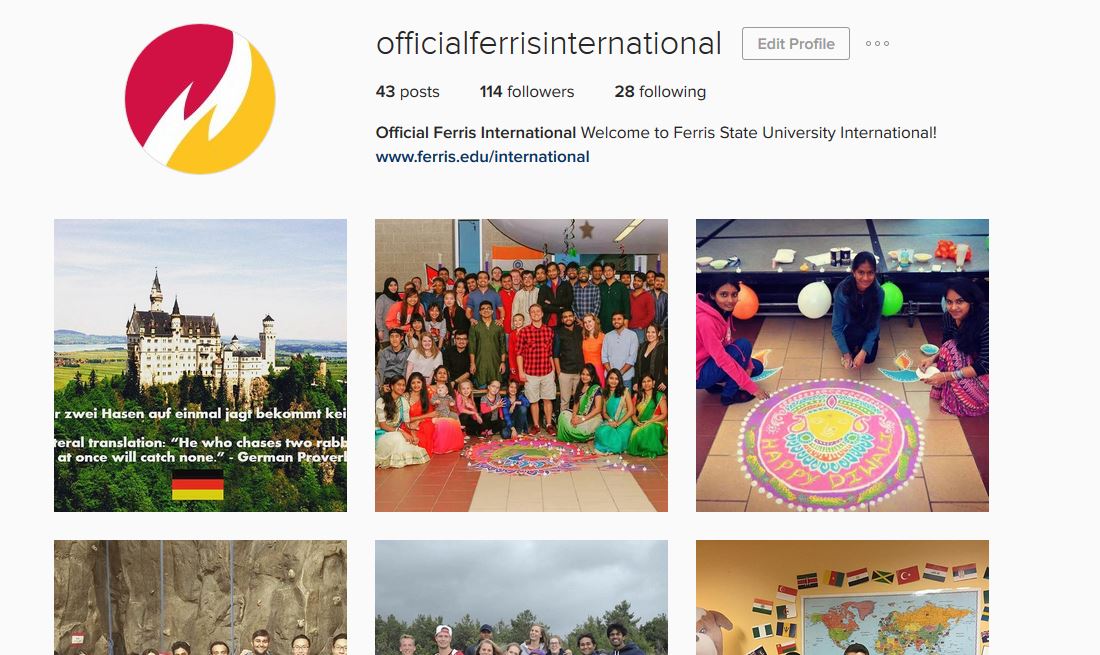 officialferrisinternational Edit Profile
43 posts 114 followers 28 following
Official Ferris International Welcome to Ferris State University International!
www.ferris.edu/international
r zwei Hasen auf einmal jagt bekommt kei
teral translation: “He who chases two rabb
at once will catch none.” - German Proverb
HAPPY DIWALI